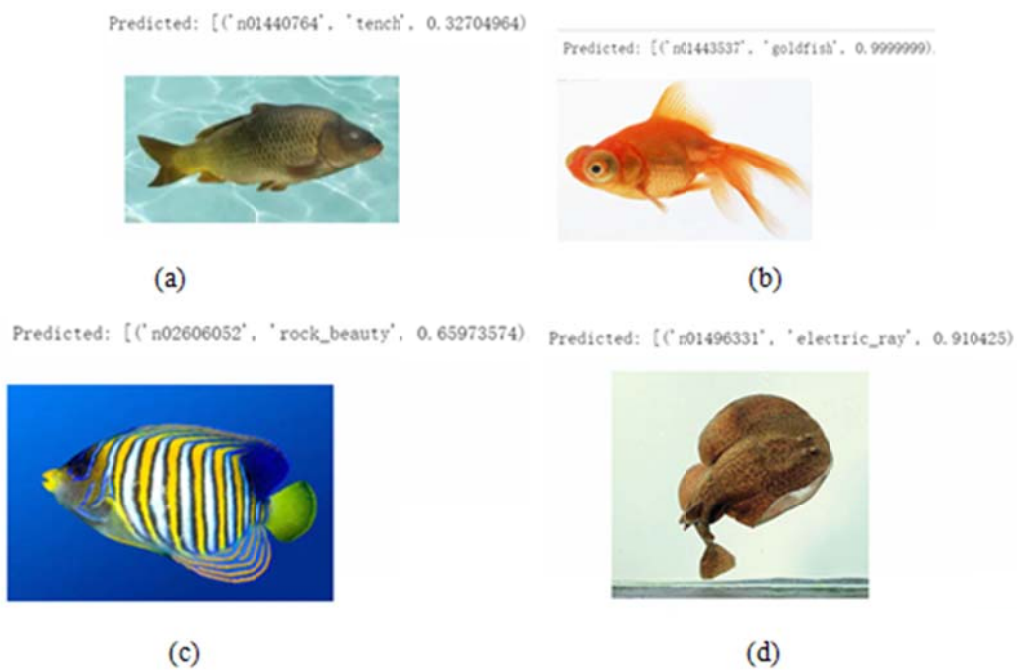 Predicted: [('n01440764', 'tench', 0.32704964)
Predicted: [('n01443537', 'goldfish', 0.9999999)
(a)
(b)
Predicted: [('n02606052', 'rock_beauty', 0.65973574)
Predicted: [('n01496331', 'electric_ray', 0.910425)
(c)
(d)